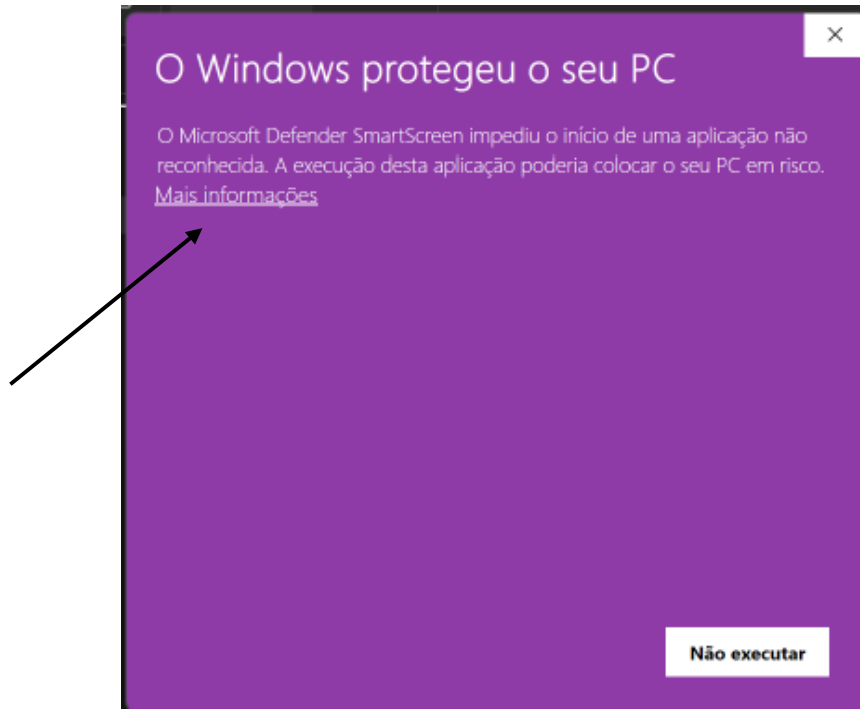 O Windows protegeu o seu PC
O Microsoft Defender SmartScreen impediu o início de uma aplicação não
reconhecida. A execução desta aplicação poderia colocar o seu PC em risco.
Mais informações
Não executar